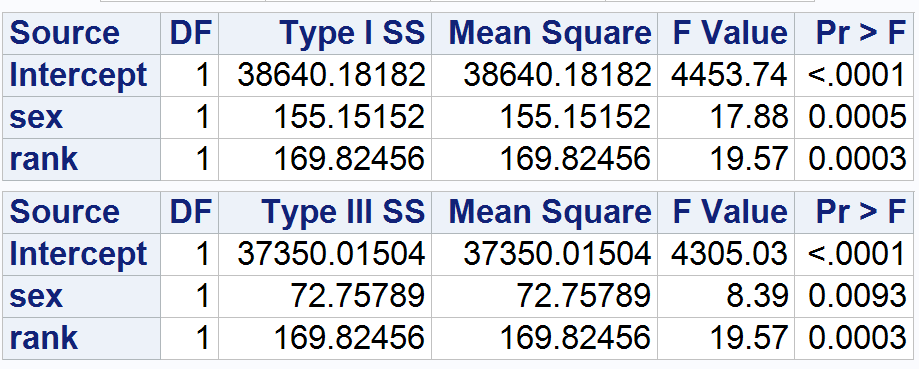 Source DF Type I SS Mean Square F Value Pr > F
Intercept 1 38640.18182 38640.18182 4453.74 <.0001
sex 1 155.15152 155.15152 17.88 0.0005
rank 1 169.82456 169.82456 19.57 0.0003
Source DF Type III SS Mean Square F Value Pr > F
Intercept 1 37350.01504 37350.01504 4305.03 <.0001
sex 1 72.75789 72.75789 8.39 0.0093
rank 1 169.82456 169.82456 19.57 0.0003